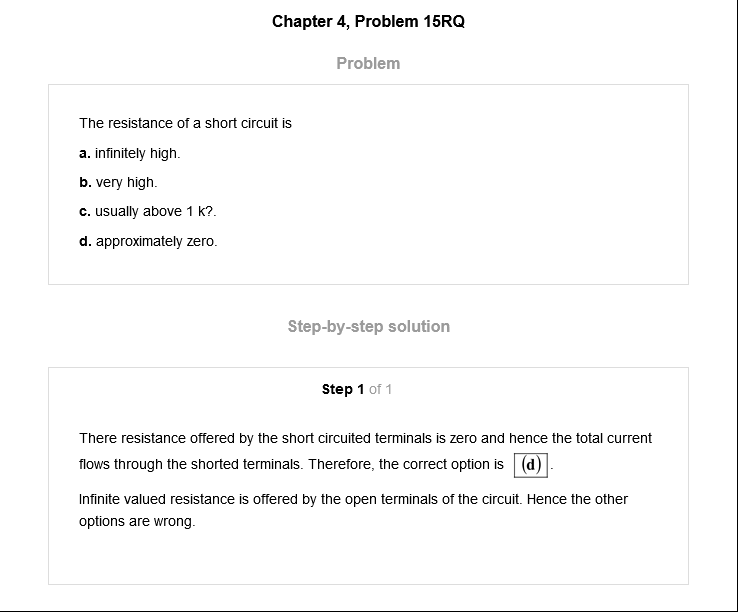 Chapter 4, Problem 15RQ
Problem
The resistance of a short circuit is
a. infinitely high.
b. very high.
c. usually above 1 k?.
d. approximately zero.
Step-by-step solution
Step 1 of 1
There resistance offered by the short circuited terminals is zero and hence the total current
flows through the shorted terminals. Therefore, the correct option is (d).
Infinite valued resistance is offered by the open terminals of the circuit. Hence the other
options are wrong.